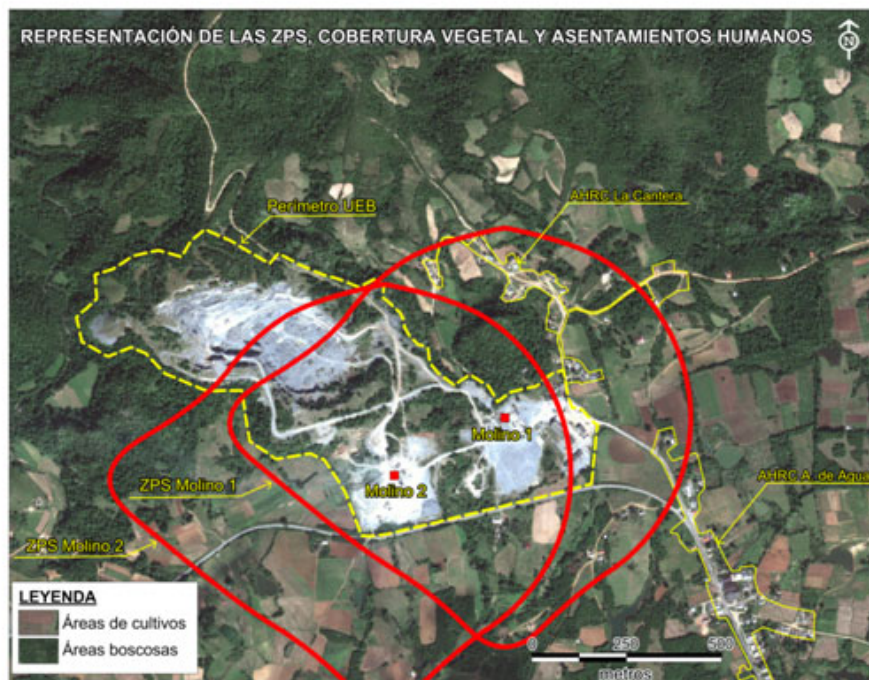 REPRESENTACIÓN DE LAS ZPS, COBERTURA VEGETAL Y ASENTAMIENTOS HUMANOS
N
AHRC La Cantera
Perímetro UEB
Molino 1
AHRC A. de Agua
Molino 2
ZPS Molino 1
ZPS Molino 2
LEYENDA
Áreas de cultivos
Áreas boscosas
0 250 500
metros